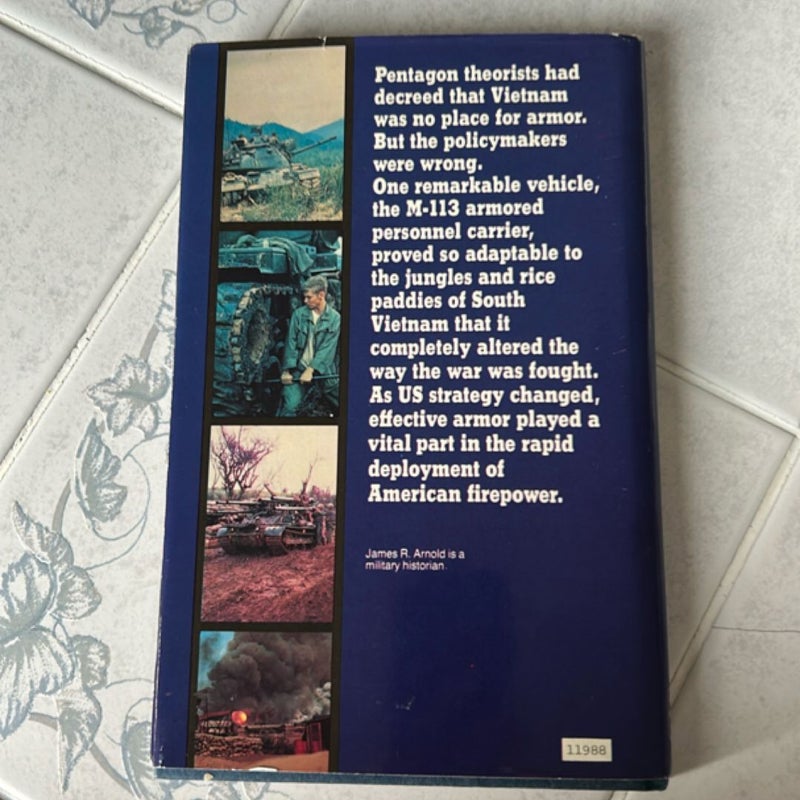 Pentagon theorists had
decreed that Vietnam
was no place for armor.
But the policymakers
were wrong.
One remarkable vehicle,
the M-113 armored
personnel carrier,
proved so adaptable to
the jungles and rice
paddies of South
Vietnam that it
completely altered the
way the war was fought.
As US strategy changed,
effective armor played a
vital part in the rapid
deployment of
American firepower.
James R. Arnold is a
military historian.
11988